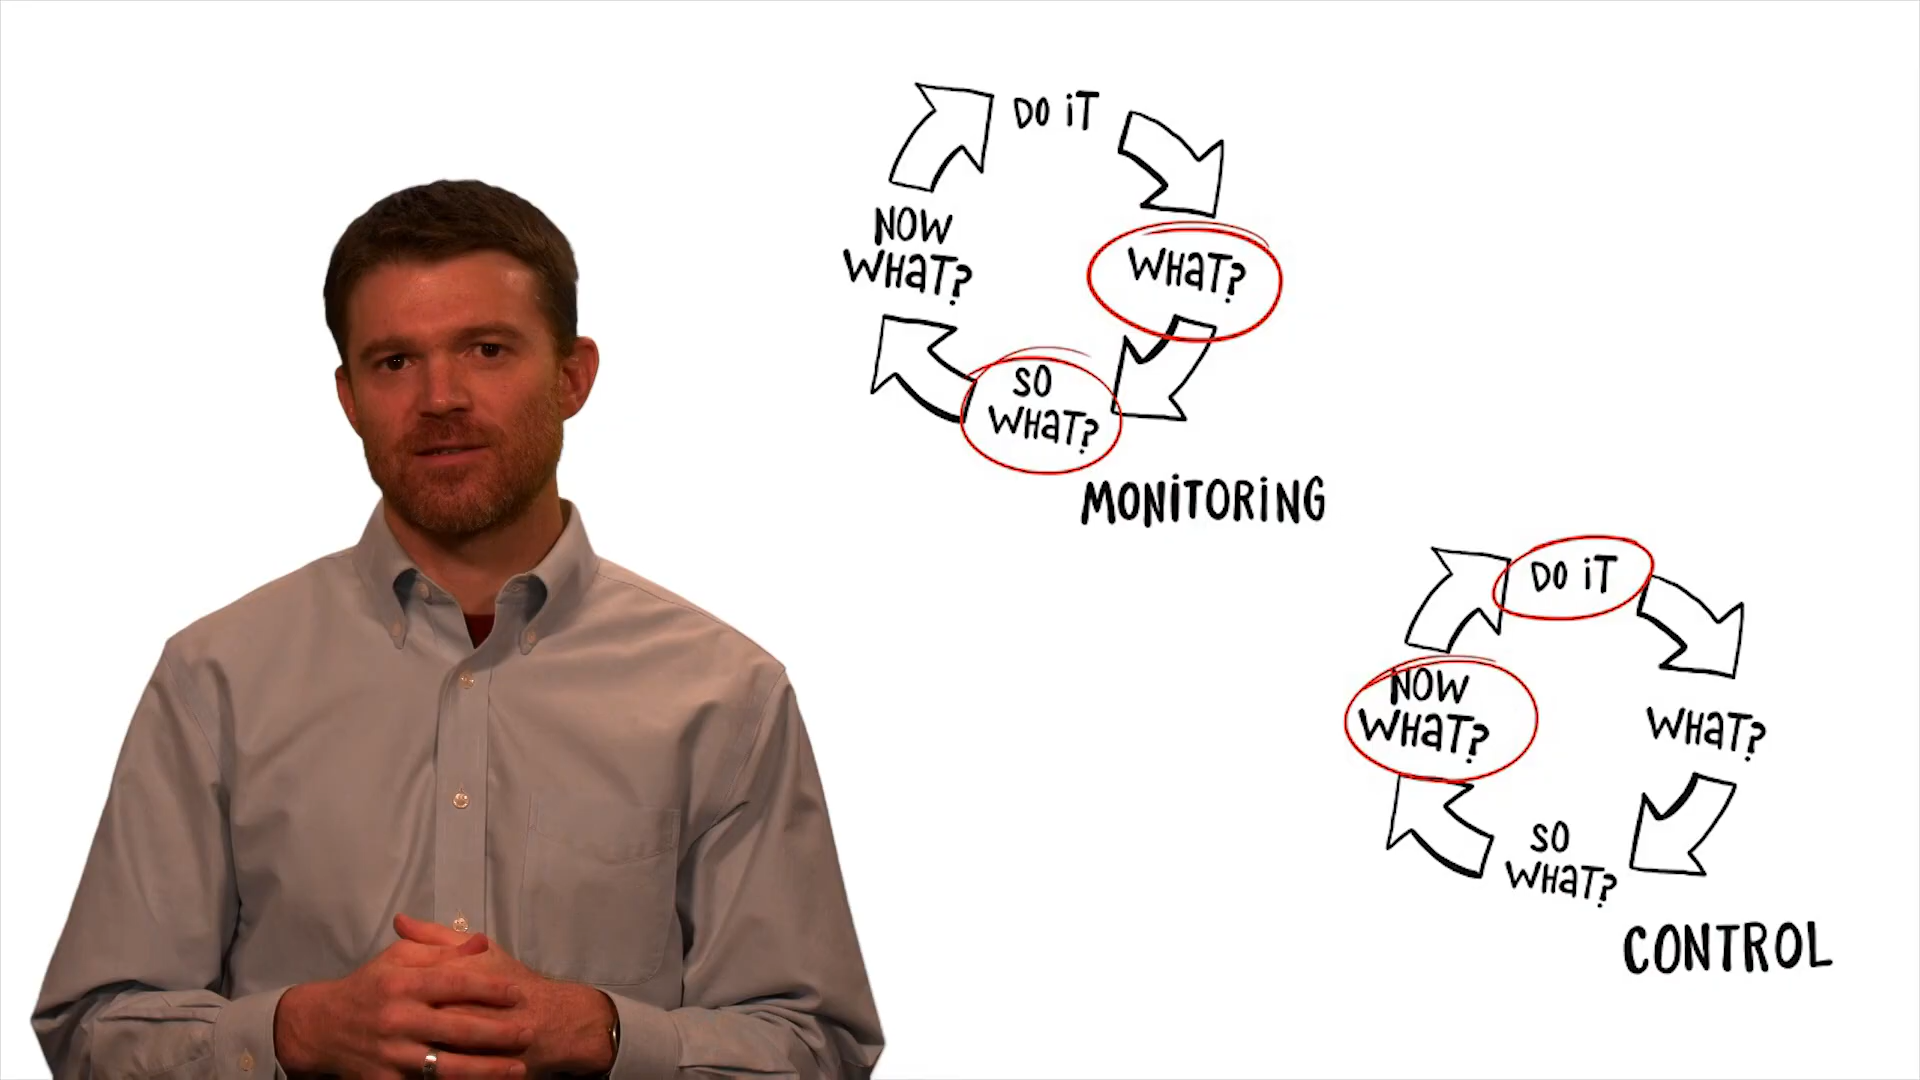 DO iT
NOW
WHaT?
WHaT?
SO
WHaT?
MONiTORiNG
DO iT
NOW
WHaT?
WHaT?
SO
WHaT?
CONTROL